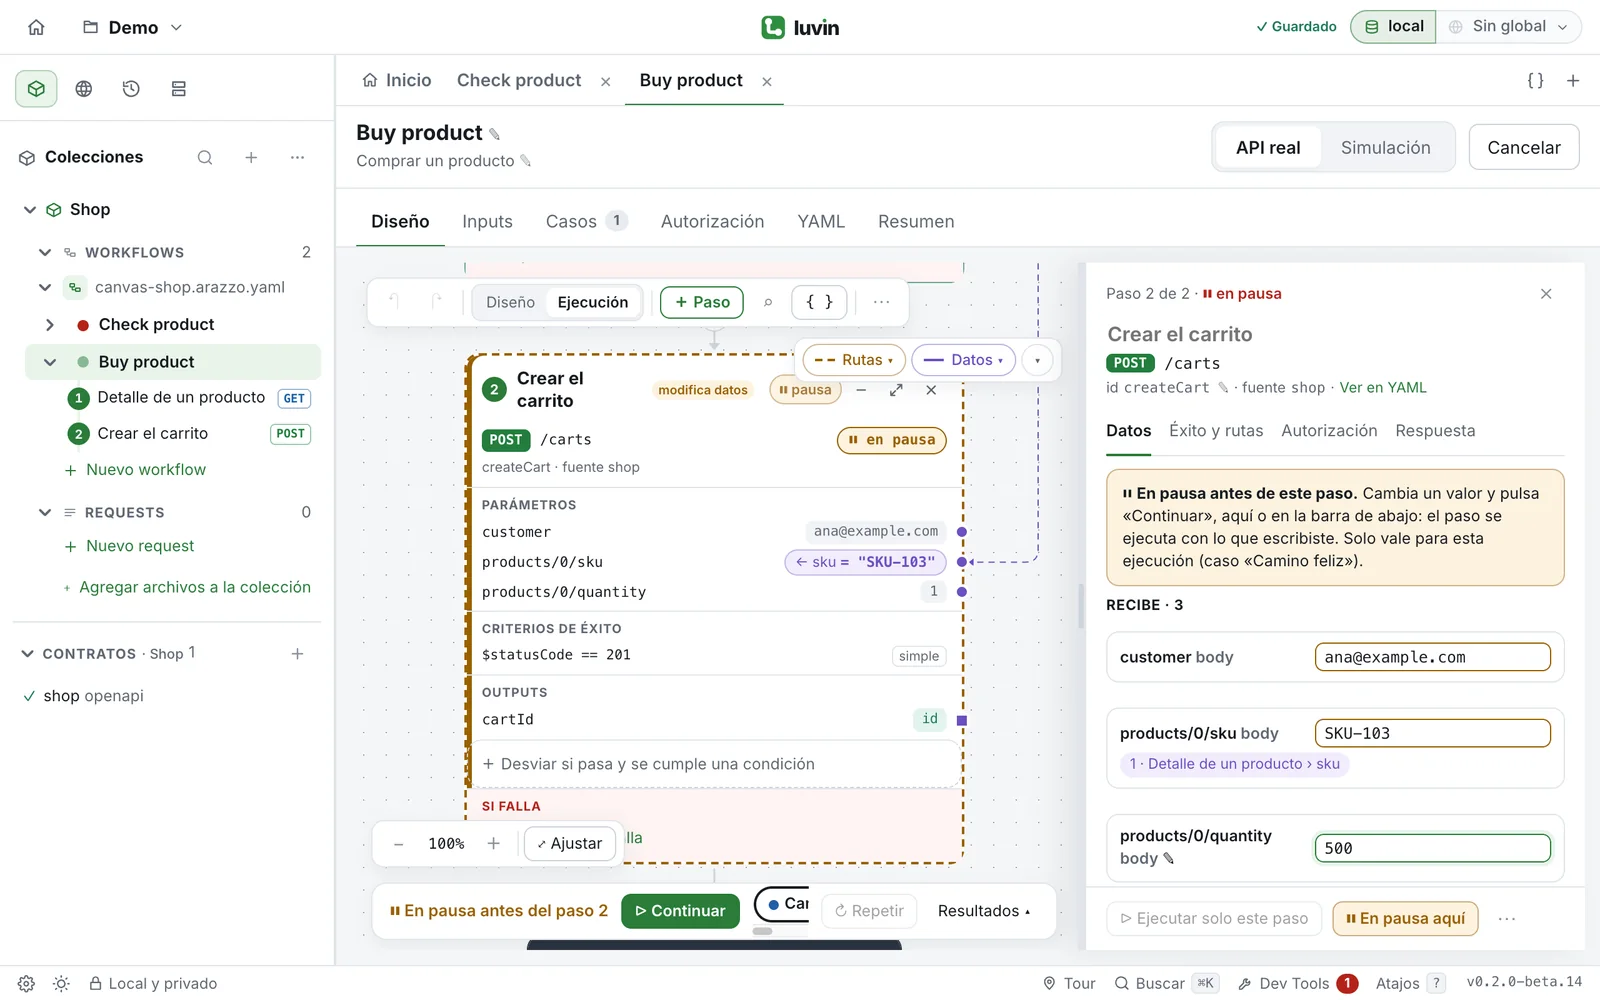 Demo
luvin
Guardado
local
Sin global
Inicio
Check product
Buy product
{ }
Colecciones
Shop
WORKFLOWS 2
canvas-shop.arazzo.yaml
Check product
Buy product
1 Detalle de un producto GET
2 Crear el carrito POST
+ Nuevo workflow
REQUESTS 0
+ Nuevo request
+ Agregar archivos a la colección
CONTRATOS · Shop 1
shop openapi
Buy product
Comprar un producto
API real
Simulación
Cancelar
Diseño
Inputs
Casos 1
Autorización
YAML
Resumen
Diseño
Ejecución
+ Paso
{ }
Rutas
Datos
2 Crear el carrito
modifica datos
pausa
POST /carts
en pausa
createCart · fuente shop
PARÁMETROS
customer ana@example.com
products/0/sku ← sku = "SKU-103"
products/0/quantity 1
CRITERIOS DE ÉXITO
$statusCode == 201 simple
OUTPUTS
cartId id
+ Desviar si pasa y se cumple una condición
SI FALLA
lla
− 100% +
Ajustar
En pausa antes del paso 2
Continuar
Car
Repetir
Resultados
Paso 2 de 2 · en pausa
Crear el carrito
POST /carts
id createCart · fuente shop · Ver en YAML
Datos
Éxito y rutas
Autorización
Respuesta
En pausa antes de este paso. Cambia un valor y pulsa
«Continuar», aquí o en la barra de abajo: el paso se
ejecuta con lo que escribiste. Solo vale para esta
ejecución (caso «Camino feliz»).
RECIBE · 3
customer body ana@example.com
products/0/sku body SKU-103
1 · Detalle de un producto › sku
products/0/quantity
body
500
Ejecutar solo este paso
En pausa aquí
Local y privado
Tour
Buscar ⌘K
Dev Tools 1
Atajos ?
v0.2.0-beta.14